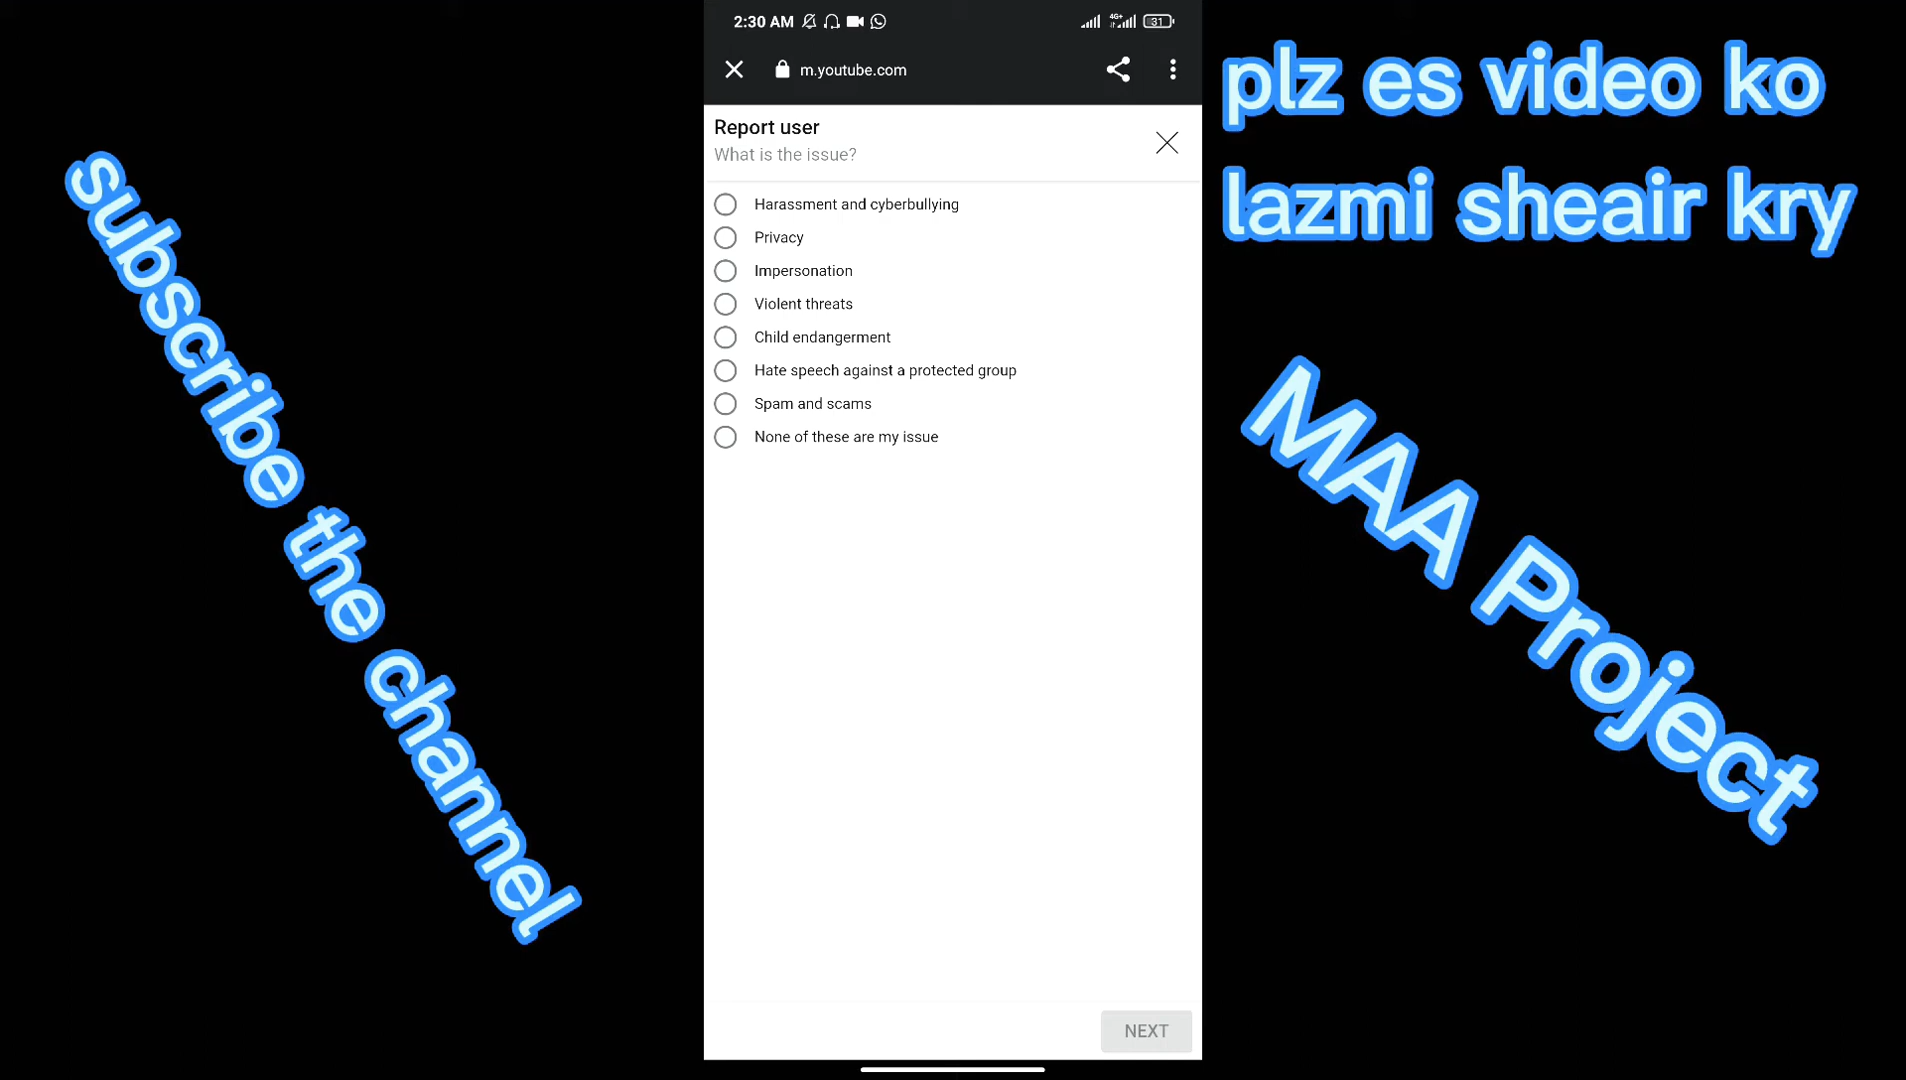 2:30 AM
4G+
31
m.youtube.com
Report user
What is the issue?
Harassment and cyberbullying
Privacy
Impersonation
Violent threats
Child endangerment
Hate speech against a protected group
Spam and scams
None of these are my issue
NEXT
subscribe the channel
plz es video ko
lazmi sheair kry
MAA Project